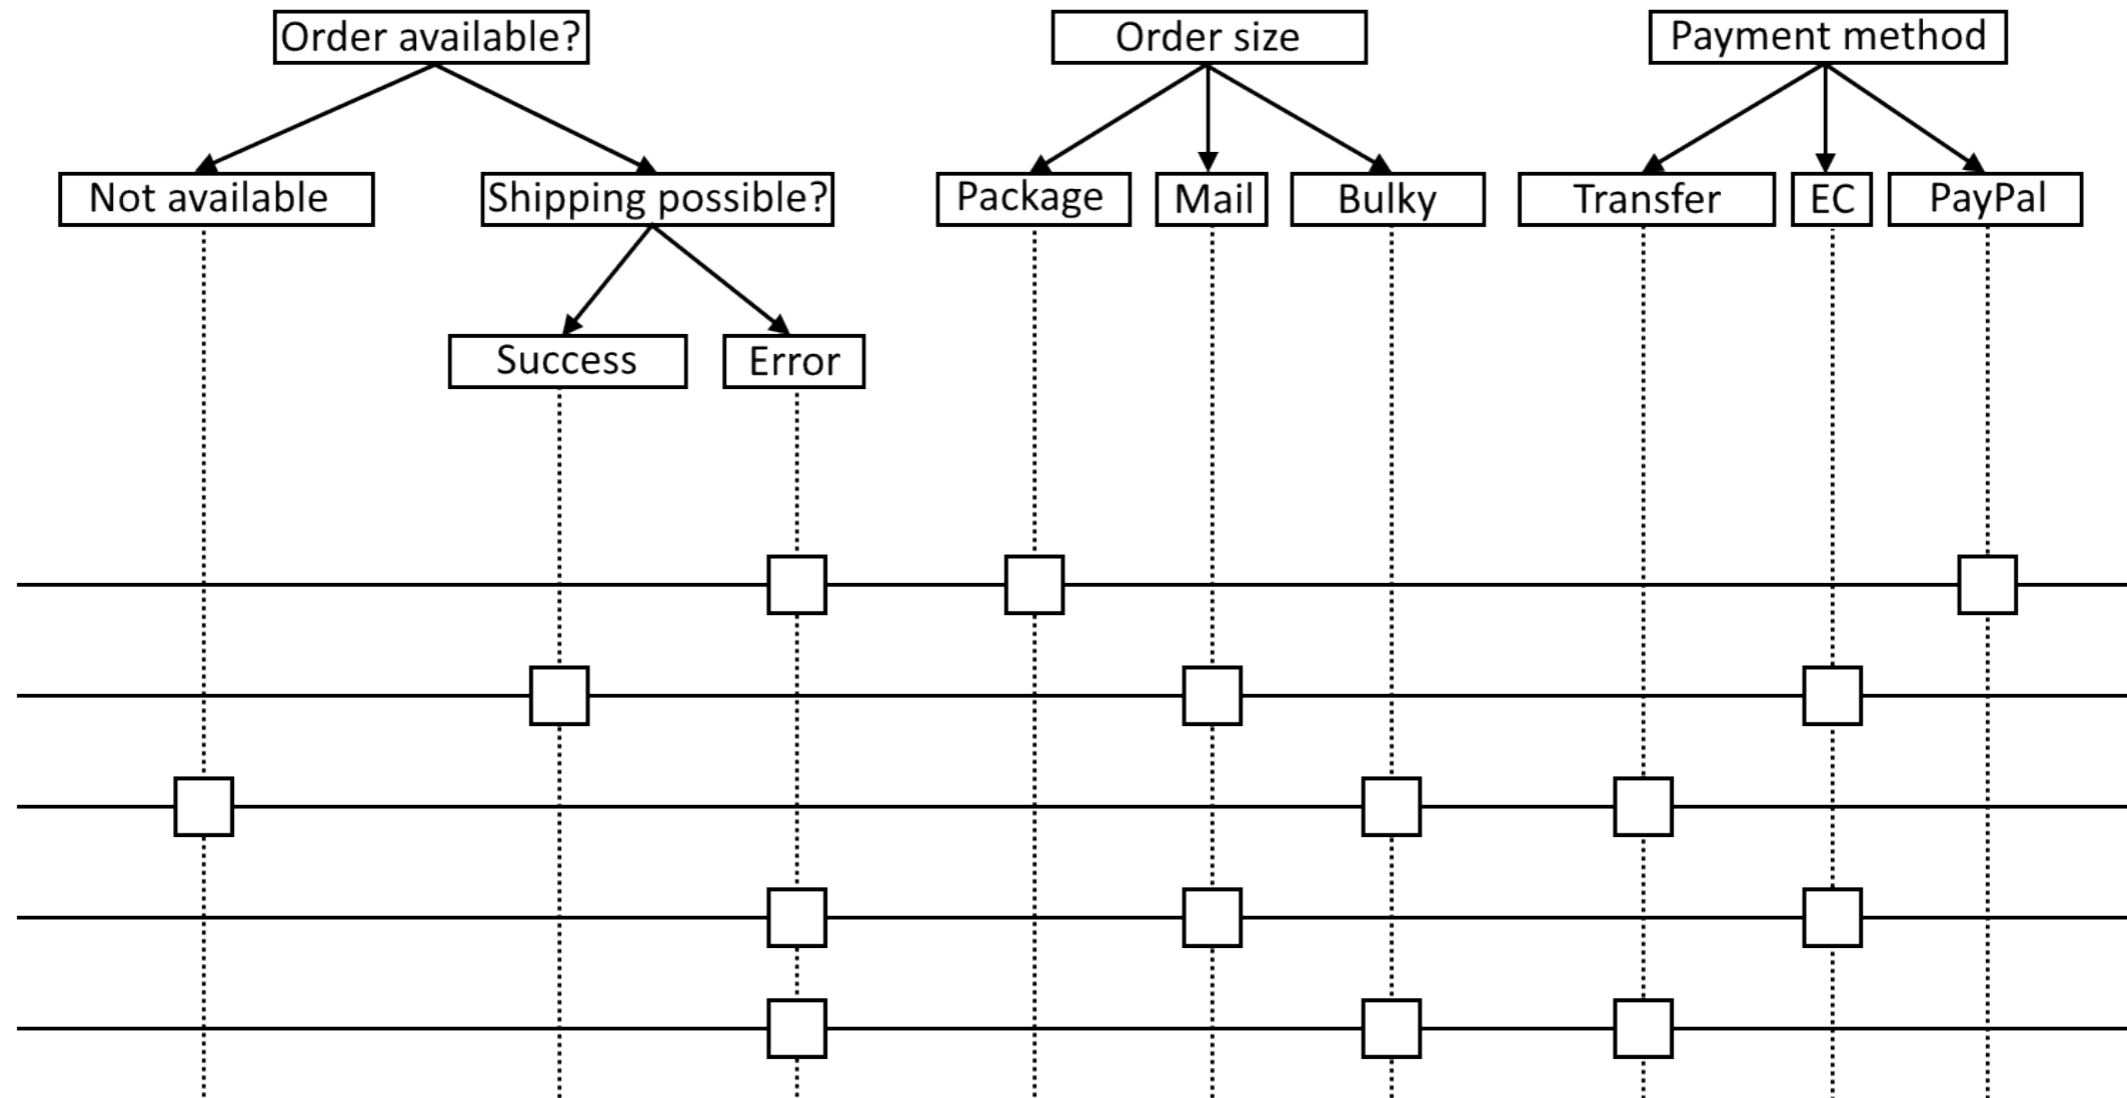 Order available?
Order size
Payment method
Not available
Shipping possible?
Package
Mail
Bulky
Transfer
EC
PayPal
Success
Error